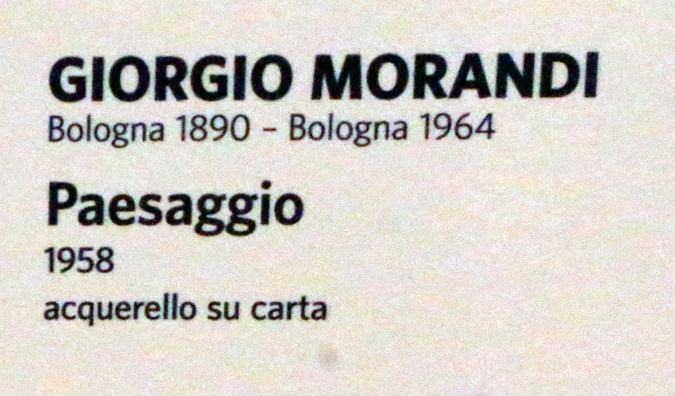 GIORGIO MORANDI
Bologna 1890 – Bologna 1964
Paesaggio
1958
acquerello su carta